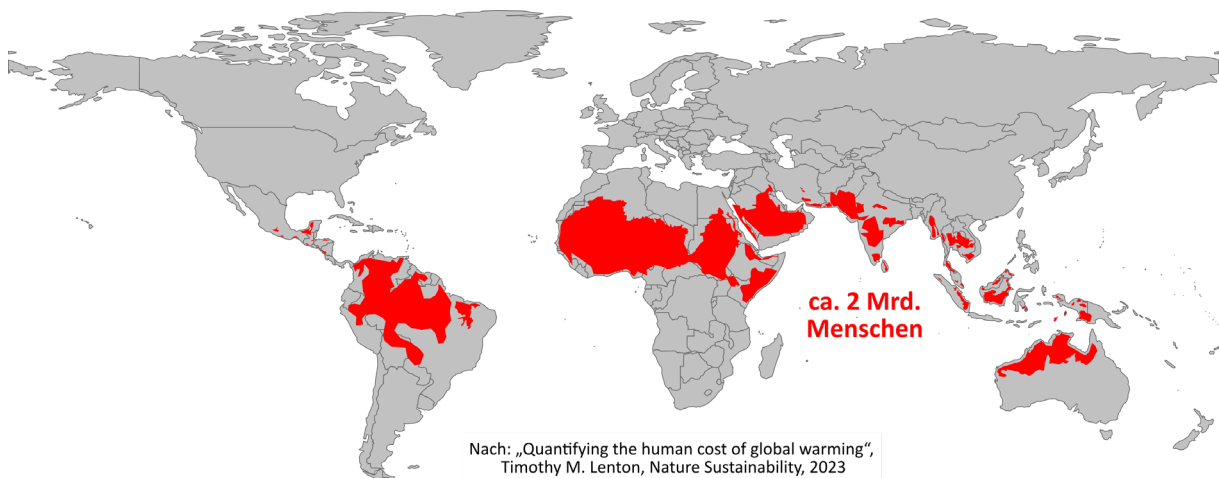 ca. 2 Mrd.
Menschen
Nach: „Quantifying the human cost of global warming“,
Timothy M. Lenton, Nature Sustainability, 2023